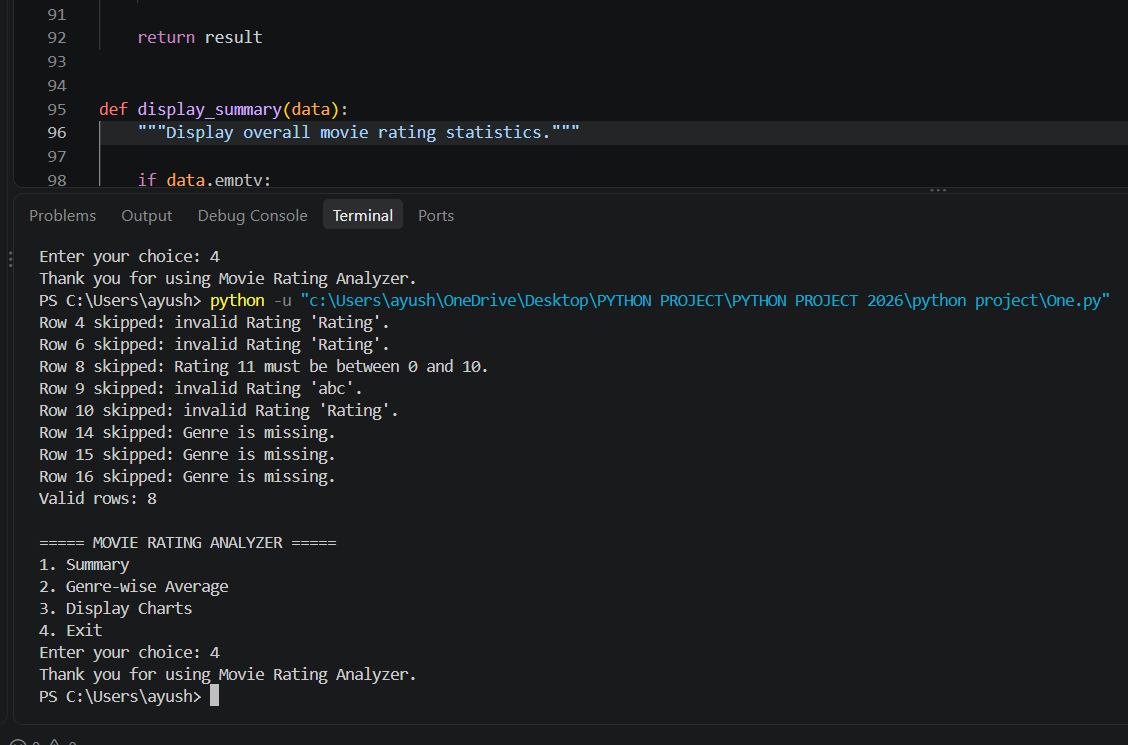 91
92 return result
93
94
95 def display_summary(data):
96 """Display overall movie rating statistics."""
97
98 if data.empty:
Problems Output Debug Console Terminal Ports
Enter your choice: 4
Thank you for using Movie Rating Analyzer.
PS C:\Users\ayush> python -u "c:\Users\ayush\OneDrive\Desktop\PYTHON PROJECT\PYTHON PROJECT 2026\python project\One.py"
Row 4 skipped: invalid Rating 'Rating'.
Row 6 skipped: invalid Rating 'Rating'.
Row 8 skipped: Rating 11 must be between 0 and 10.
Row 9 skipped: invalid Rating 'abc'.
Row 10 skipped: invalid Rating 'Rating'.
Row 14 skipped: Genre is missing.
Row 15 skipped: Genre is missing.
Row 16 skipped: Genre is missing.
Valid rows: 8
===== MOVIE RATING ANALYZER =====
1. Summary
2. Genre-wise Average
3. Display Charts
4. Exit
Enter your choice: 4
Thank you for using Movie Rating Analyzer.
PS C:\Users\ayush>